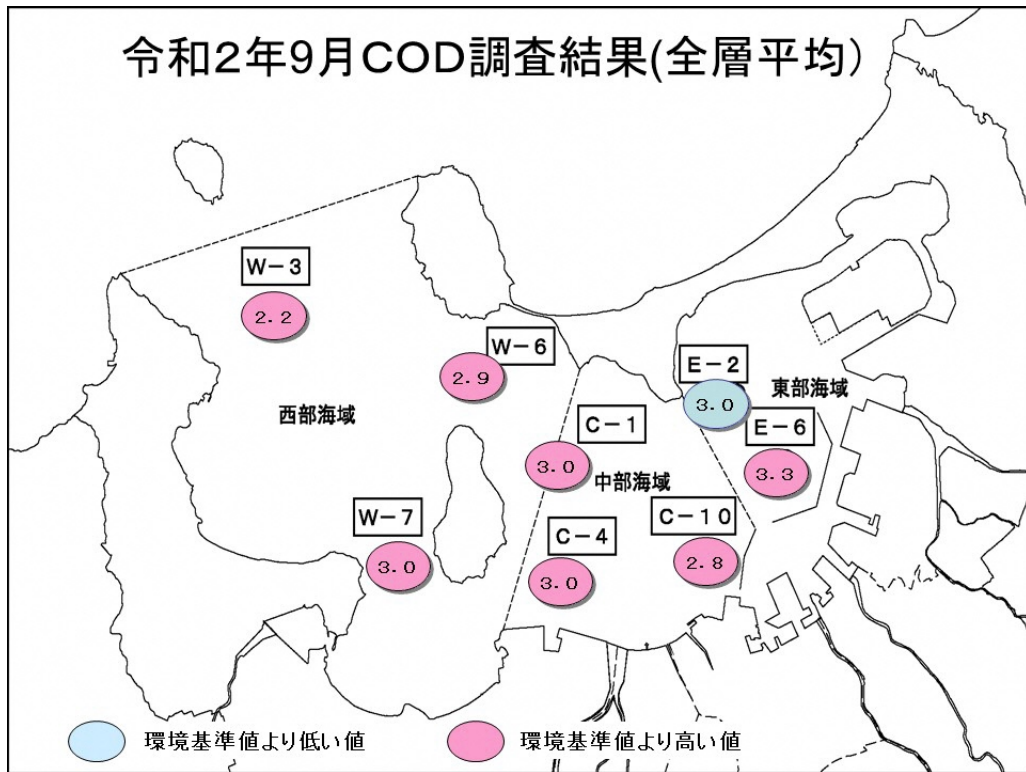 令和2年9月COD調査結果(全層平均)
W-3
2.2
W-6
2.9
西部海域
E-2
3.0
東部海域
E-6
3.3
C-1
3.0
中部海域
W-7
3.0
C-4
3.0
C-10
2.8
環境基準値より低い値
環境基準値より高い値